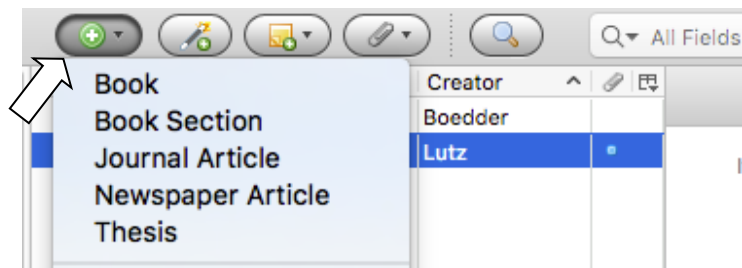 All Fields
Creator
Book
Boedder
Book Section
Lutz
Journal Article
Newspaper Article
Thesis